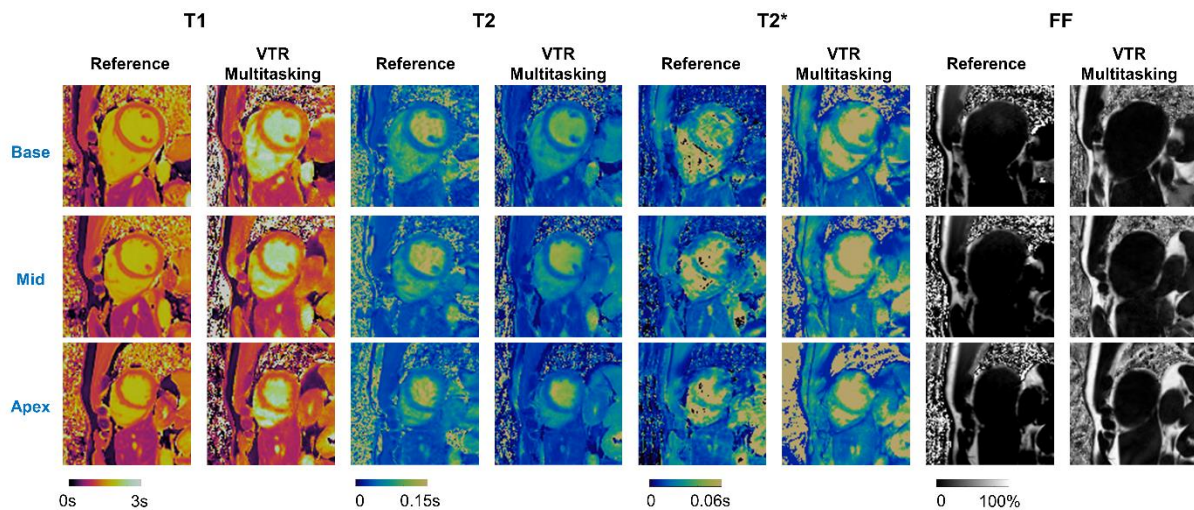 T1 T2 T2* FF
Reference VTR Multitasking Reference VTR Multitasking Reference VTR Multitasking Reference VTR Multitasking
Base
Mid
Apex
0s 3s 0 0.15s 0 0.06s 0 100%